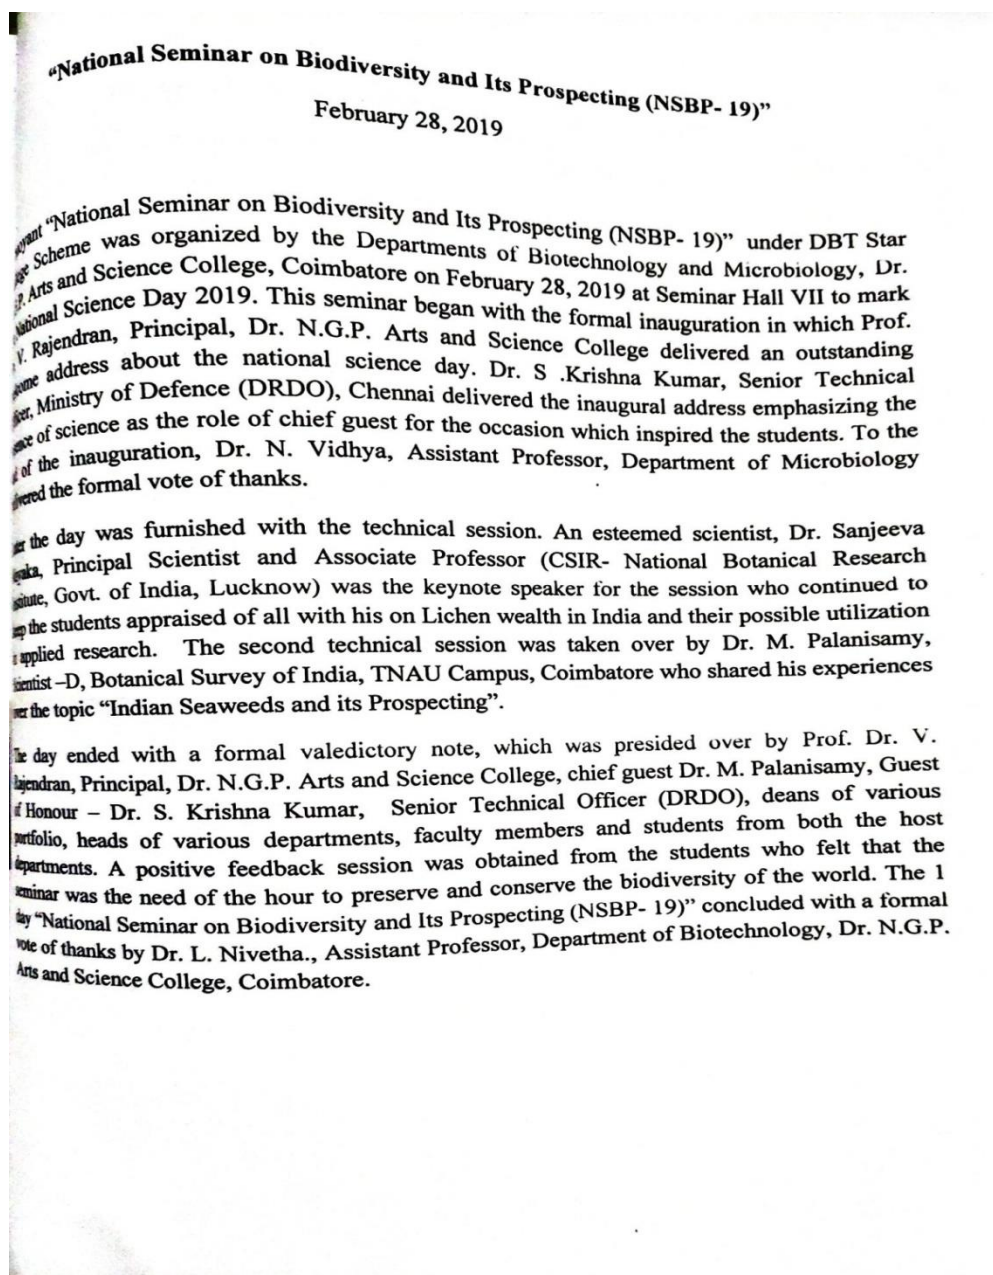 “National Seminar on Biodiversity and Its Prospecting (NSBP- 19)”
February 28, 2019
“National Seminar on Biodiversity and Its Prospecting (NSBP- 19)” under DBT Star
Scheme was organized by the Departments of Biotechnology and Microbiology, Dr.
Arts and Science College, Coimbatore on February 28, 2019 at Seminar Hall VII to mark
Science Day 2019. This seminar began with the formal inauguration in which Prof.
V. Rajendran, Principal, Dr. N.G.P. Arts and Science College delivered an outstanding
address about the national science day. Dr. S .Krishna Kumar, Senior Technical
Ministry of Defence (DRDO), Chennai delivered the inaugural address emphasizing the
of science as the role of chief guest for the occasion which inspired the students. To the
of the inauguration, Dr. N. Vidhya, Assistant Professor, Department of Microbiology
the formal vote of thanks.
the day was furnished with the technical session. An esteemed scientist, Dr. Sanjeeva
Principal Scientist and Associate Professor (CSIR- National Botanical Research
Govt. of India, Lucknow) was the keynote speaker for the session who continued to
the students appraised of all with his on Lichen wealth in India and their possible utilization
applied research. The second technical session was taken over by Dr. M. Palanisamy,
–D, Botanical Survey of India, TNAU Campus, Coimbatore who shared his experiences
the topic “Indian Seaweeds and its Prospecting”.
The day ended with a formal valedictory note, which was presided over by Prof. Dr. V.
Rajendran, Principal, Dr. N.G.P. Arts and Science College, chief guest Dr. M. Palanisamy, Guest
of Honour – Dr. S. Krishna Kumar, Senior Technical Officer (DRDO), deans of various
portfolio, heads of various departments, faculty members and students from both the host
departments. A positive feedback session was obtained from the students who felt that the
seminar was the need of the hour to preserve and conserve the biodiversity of the world. The 1
day “National Seminar on Biodiversity and Its Prospecting (NSBP- 19)” concluded with a formal
vote of thanks by Dr. L. Nivetha., Assistant Professor, Department of Biotechnology, Dr. N.G.P.
Arts and Science College, Coimbatore.